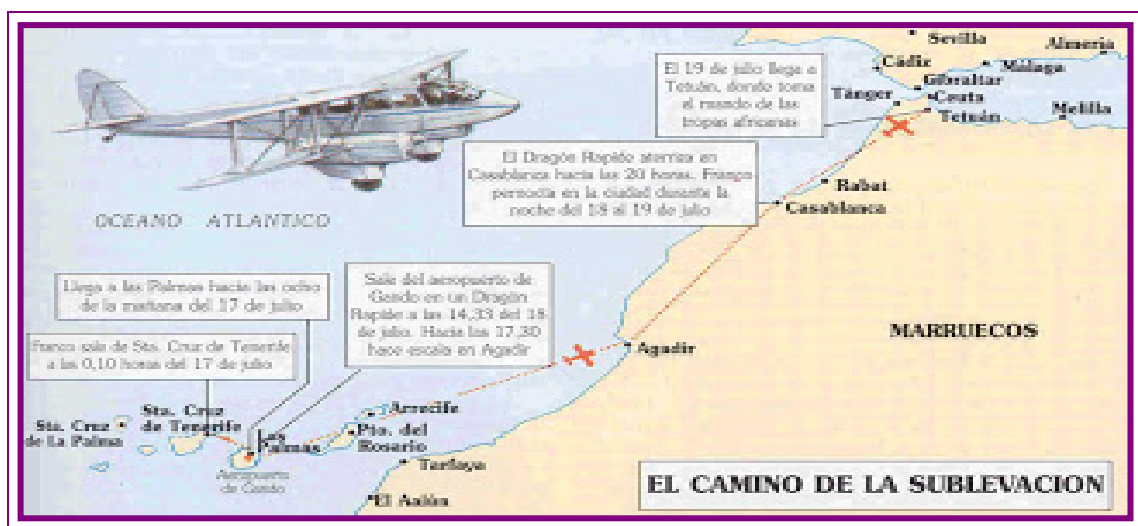 Sevilla
Almería
Cádiz
Málaga
Gibraltar
Tánger
Ceuta
Melilla
Tetuán
El 19 de julio llega a
Tetuán, donde toma
el mando de las
tropas africanas
El Dragón Rapide aterriza en
Casablanca hacia las 20 horas. Franco
pernocta en la ciudad durante la
noche del 18 al 19 de julio
Rabat
Casablanca
OCEANO ATLANTICO
Llega a las Palmas hacia las ocho
de la mañana del 17 de julio
Sale del aeropuerto de
Gando en un Dragón
Rapide a las 14,33 del 18
de julio. Hacia las 17,30
hace escala en Agadir
Franco sale de Sta. Cruz de Tenerife
a las 0,10 horas del 17 de julio
MARRUECOS
Agadir
Sta. Cruz
de La Palma
Sta. Cruz
de Tenerife
Las
Palmas
Aeropuerto
de Gando
Arrecife
Pto. del
Rosario
Tarfaya
El Aaiún
EL CAMINO DE LA SUBLEVACION